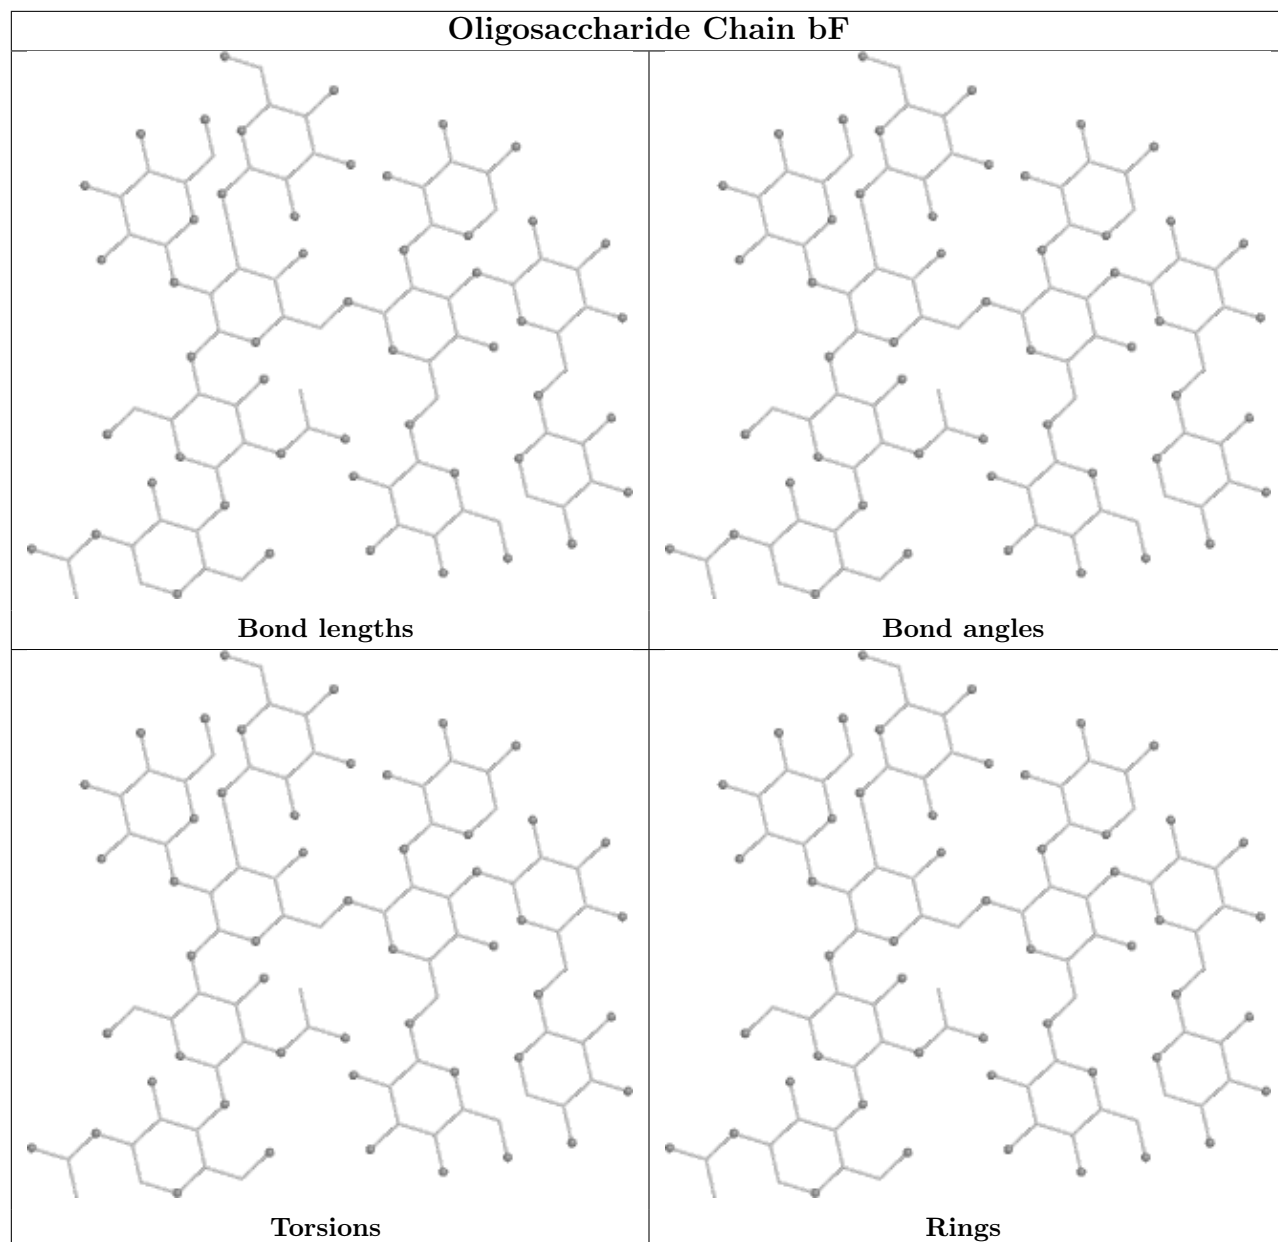 Oligosaccharide Chain bF
Bond lengths
Bond angles
Torsions
Rings